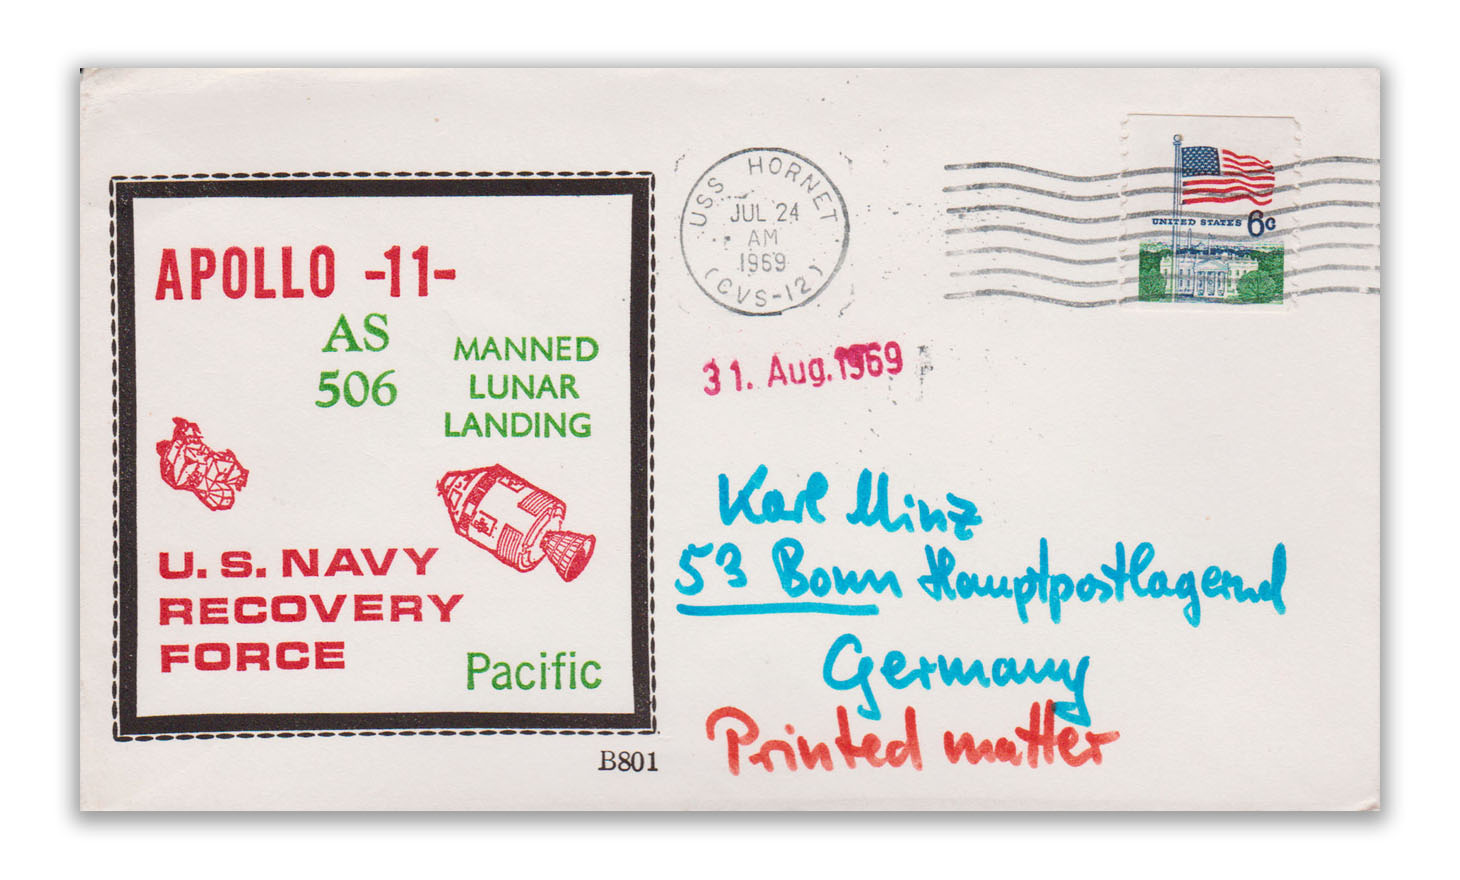 APOLLO -11-
AS
506
MANNED
LUNAR
LANDING
U. S. NAVY
RECOVERY
FORCE
Pacific
B801
USS HORNET
JUL 24
AM
1969
(CVS-12)
UNITED STATES 6c
31. Aug. 1969
Karl Minz
53 Bonn Hauptpostlagernd
Germany
Printed matter